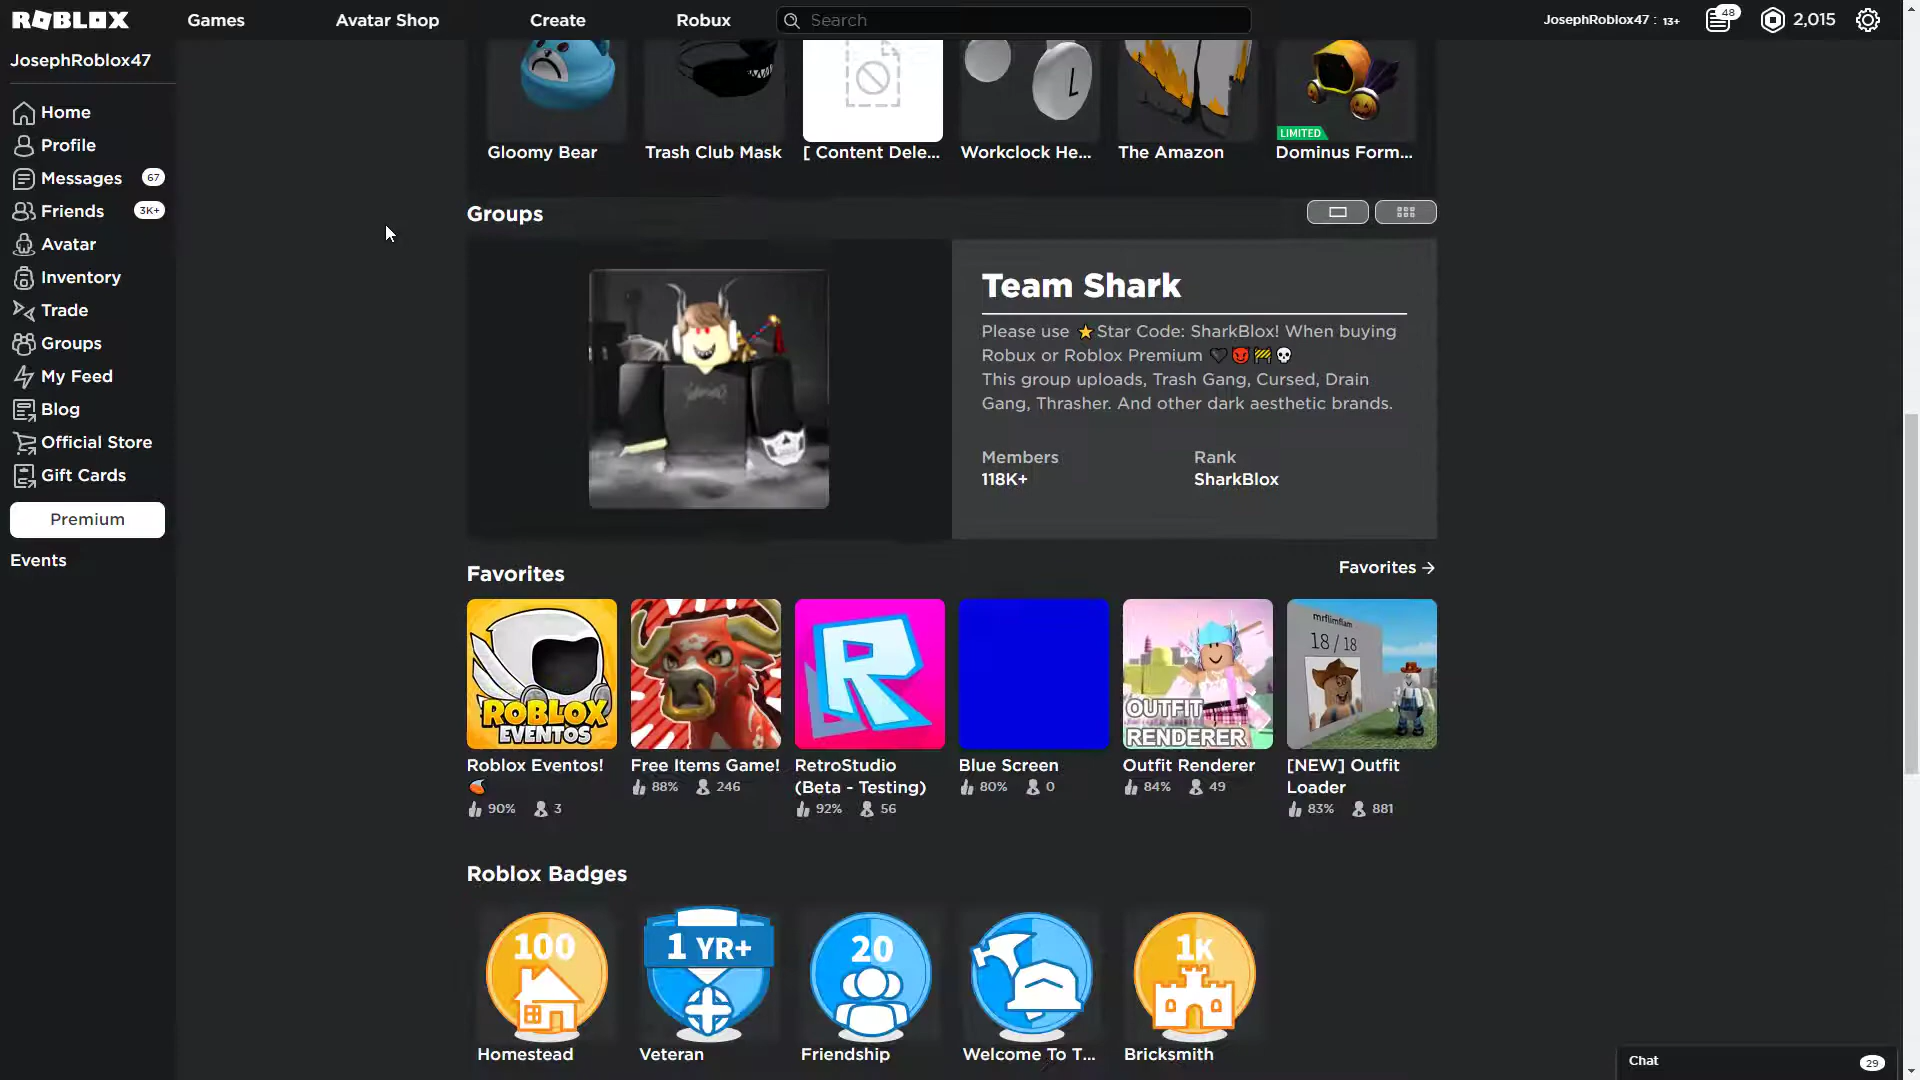 ROBLOX
Games
Avatar Shop
Create
Robux
Search
JosephRoblox47 : 13+
48
2,015
JosephRoblox47
Home
Profile
Messages
67
Friends
3K+
Avatar
Inventory
Trade
Groups
My Feed
Blog
Official Store
Gift Cards
Premium
Events
L
LIMITED
Gloomy Bear
Trash Club Mask
[ Content Dele...
Workclock He...
The Amazon
Dominus Form...
Groups
Team Shark
Please use ⭐Star Code: SharkBlox! When buying
Robux or Roblox Premium 🖤😈🚧💀
This group uploads, Trash Gang, Cursed, Drain
Gang, Thrasher. And other dark aesthetic brands.
Members
118K+
Rank
SharkBlox
Favorites
Favorites →
ROBLOX
EVENTOS
R
OUTFIT
RENDERER
mrflimflam
18 / 18
Roblox Eventos!
90%
3
Free Items Game!
88%
246
RetroStudio
(Beta - Testing)
92%
56
Blue Screen
80%
0
Outfit Renderer
84%
49
[NEW] Outfit
Loader
83%
881
Roblox Badges
100
1 YR+
20
1K
Homestead
Veteran
Friendship
Welcome To T...
Bricksmith
Chat
29